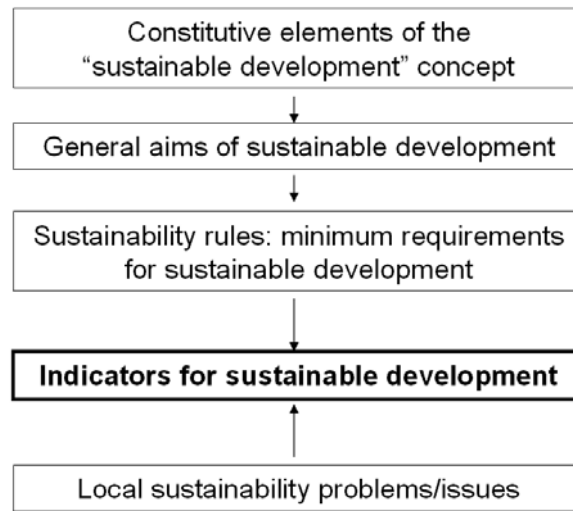 Constitutive elements of the
“sustainable development” concept
General aims of sustainable development
Sustainability rules: minimum requirements
for sustainable development
Indicators for sustainable development
Local sustainability problems/issues